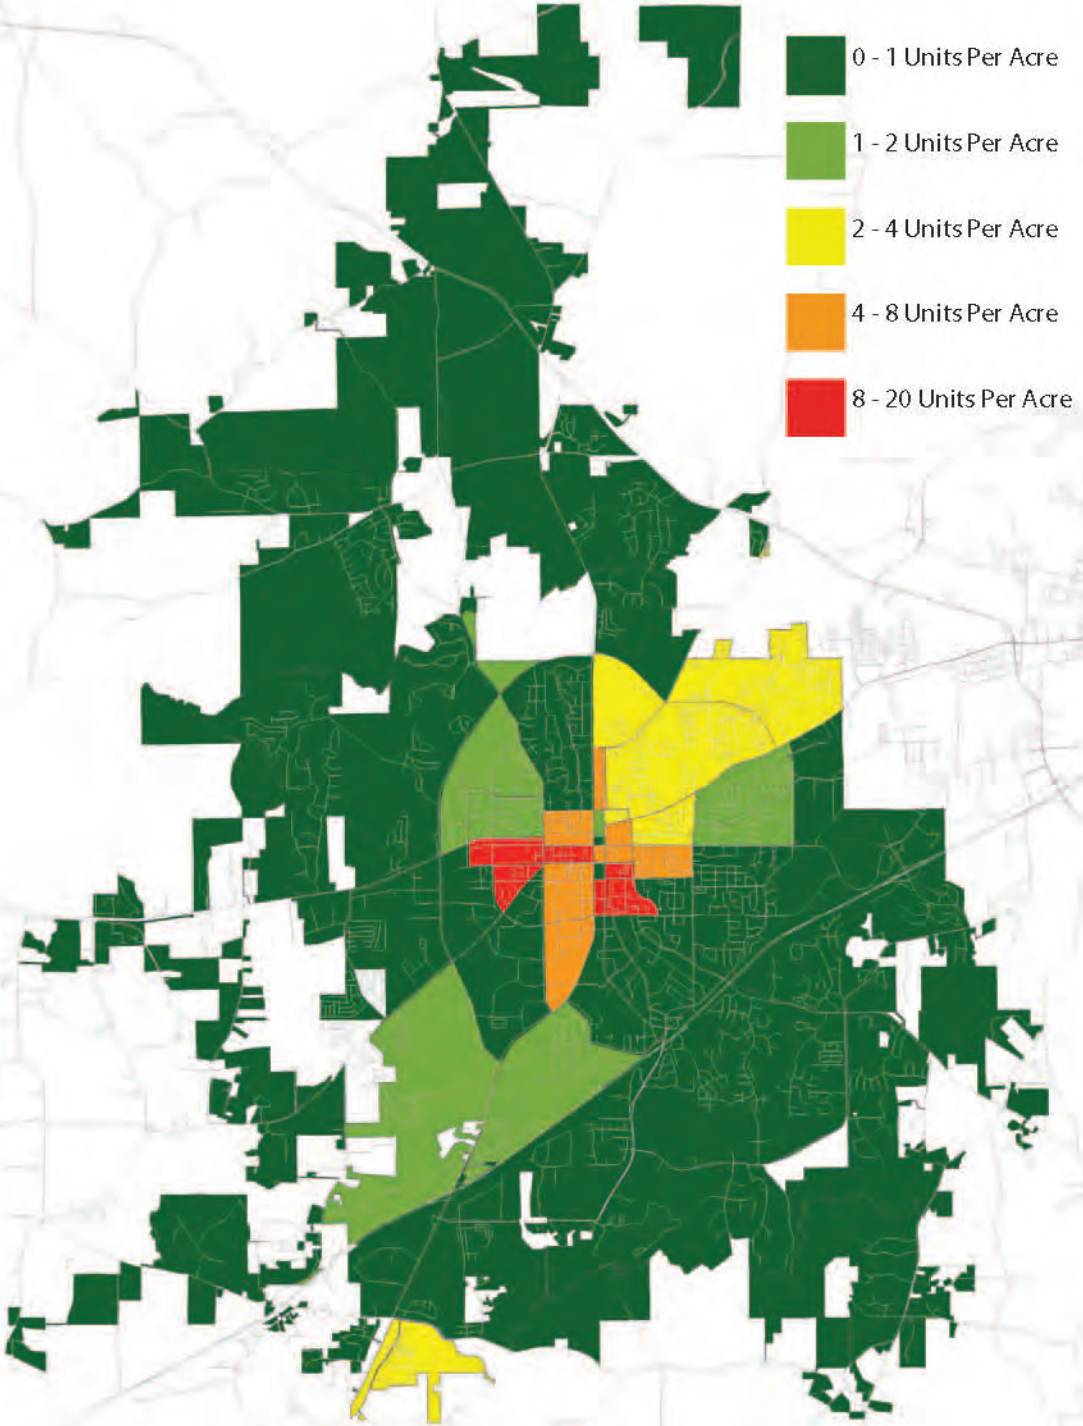 0 - 1 Units Per Acre
1 - 2 Units Per Acre
2 - 4 Units Per Acre
4 - 8 Units Per Acre
8 - 20 Units Per Acre